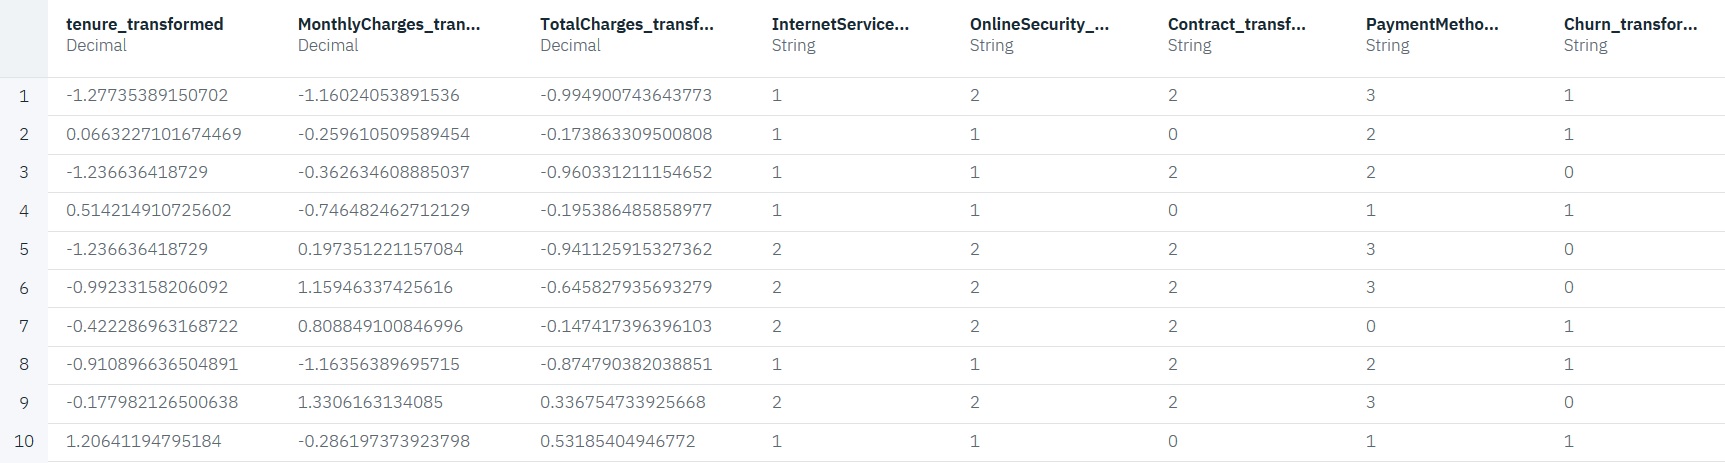 tenure_transformed MonthlyCharges_tran... TotalCharges_transf... InternetService... OnlineSecurity_... Contract_transf... PaymentMetho... Churn_transfor...
Decimal Decimal Decimal String String String String String
1 -1.27735389150702 -1.16024053891536 -0.994900743643773 1 2 2 3 1
2 0.0663227101674469 -0.259610509589454 -0.173863309500808 1 1 0 2 1
3 -1.236636418729 -0.362634608885037 -0.960331211154652 1 1 2 2 0
4 0.514214910725602 -0.746482462712129 -0.195386485858977 1 1 0 1 1
5 -1.236636418729 0.197351221157084 -0.941125915327362 2 2 2 3 0
6 -0.99233158206092 1.15946337425616 -0.645827935693279 2 2 2 3 0
7 -0.422286963168722 0.808849100846996 -0.147417396396103 2 2 2 0 1
8 -0.910896636504891 -1.16356389695715 -0.874790382038851 1 1 2 2 1
9 -0.177982126500638 1.3306163134085 0.336754733925668 2 2 2 3 0
10 1.20641194795184 -0.286197373923798 0.53185404946772 1 1 0 1 1